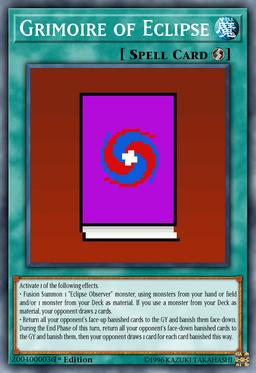 GRIMOIRE OF ECLIPSE
魔
[ SPELL CARD ]
Activate 1 of the following effects.
• Fusion Summon 1 "Eclipse Observer" monster, using monsters from your hand or field
and/or 1 monster from your Deck as material. If you use a monster from your Deck as
material, your opponent draws 2 cards.
• Return all your opponent's face-up banished cards to the GY and banish them face-down.
During the End Phase of this turn, return all your opponent's face-down banished cards to
the GY and banish them, then your opponent draws 1 card for each card banished this way.
2004000036
1st Edition
©1996 KAZUKI TAKAHASHI